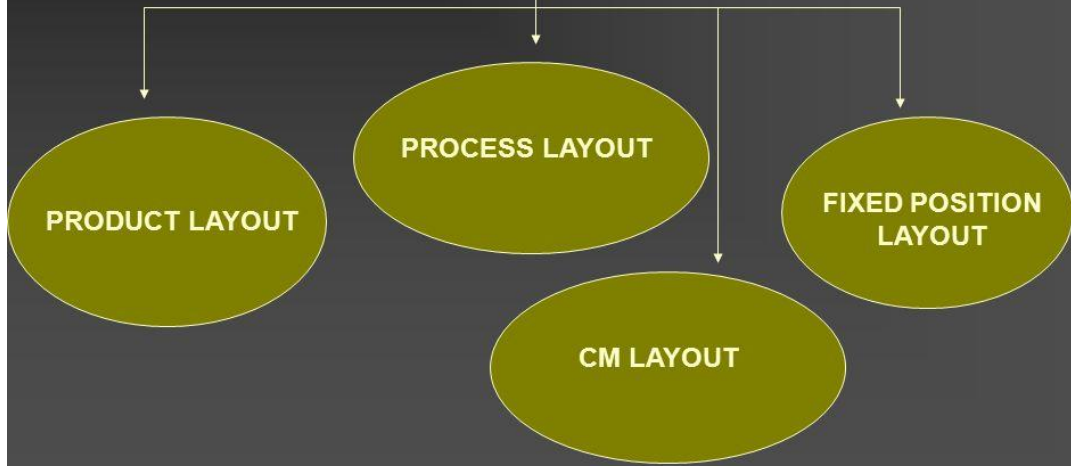 PROCESS LAYOUT
PRODUCT LAYOUT
FIXED POSITION
LAYOUT
CM LAYOUT